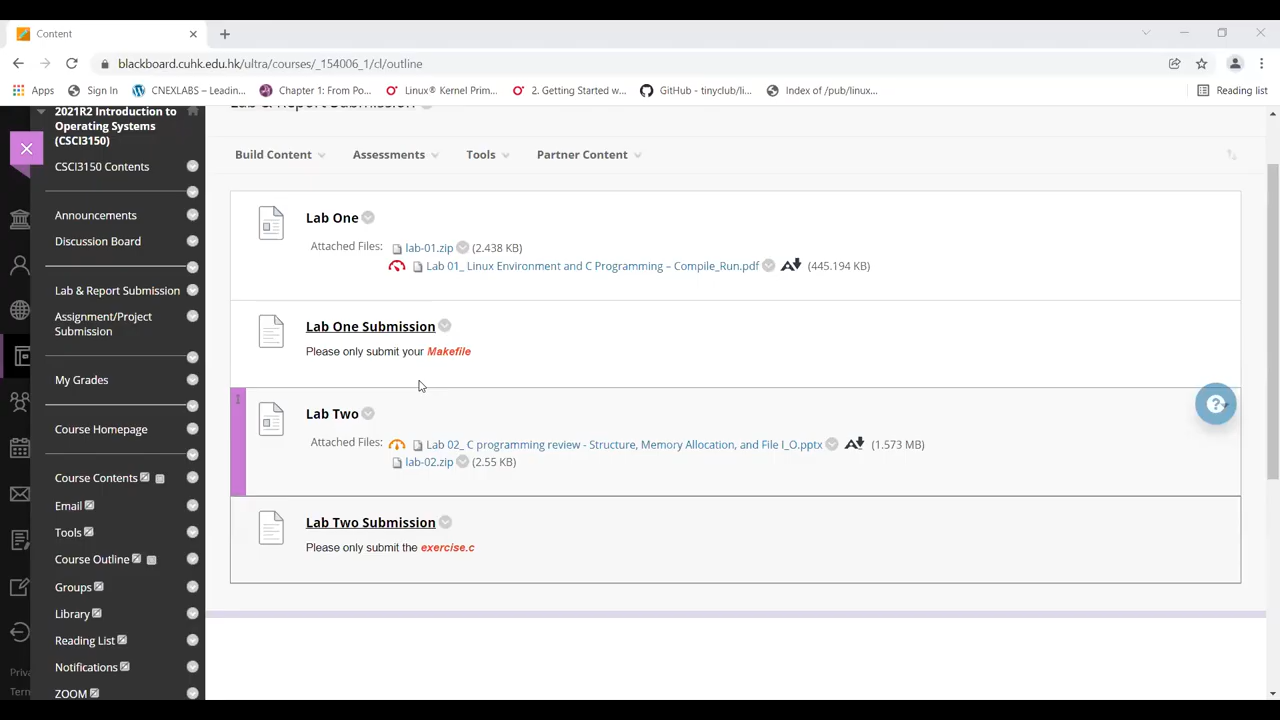 Content
blackboard.cuhk.edu.hk/ultra/courses/_154006_1/cl/outline
Apps
Sign In
CNEXLABS – Leadin...
Chapter 1: From Po...
Linux® Kernel Prim...
2. Getting Started w...
GitHub - tinyclub/li...
Index of /pub/linux...
Reading list
Lab & Report Submission
2021R2 Introduction to
Operating Systems
(CSCI3150)
CSCI3150 Contents
Announcements
Discussion Board
Lab & Report Submission
Assignment/Project
Submission
My Grades
Course Homepage
Course Contents
Email
Tools
Course Outline
Groups
Library
Reading List
Notifications
ZOOM
Build Content
Assessments
Tools
Partner Content
Lab One
Attached Files: lab-01.zip (2.438 KB)
Lab 01_ Linux Environment and C Programming – Compile_Run.pdf (445.194 KB)
Lab One Submission
Please only submit your Makefile
Lab Two
Attached Files: Lab 02_ C programming review - Structure, Memory Allocation, and File I_O.pptx (1.573 MB)
lab-02.zip (2.55 KB)
Lab Two Submission
Please only submit the exercise.c
Priva
Term